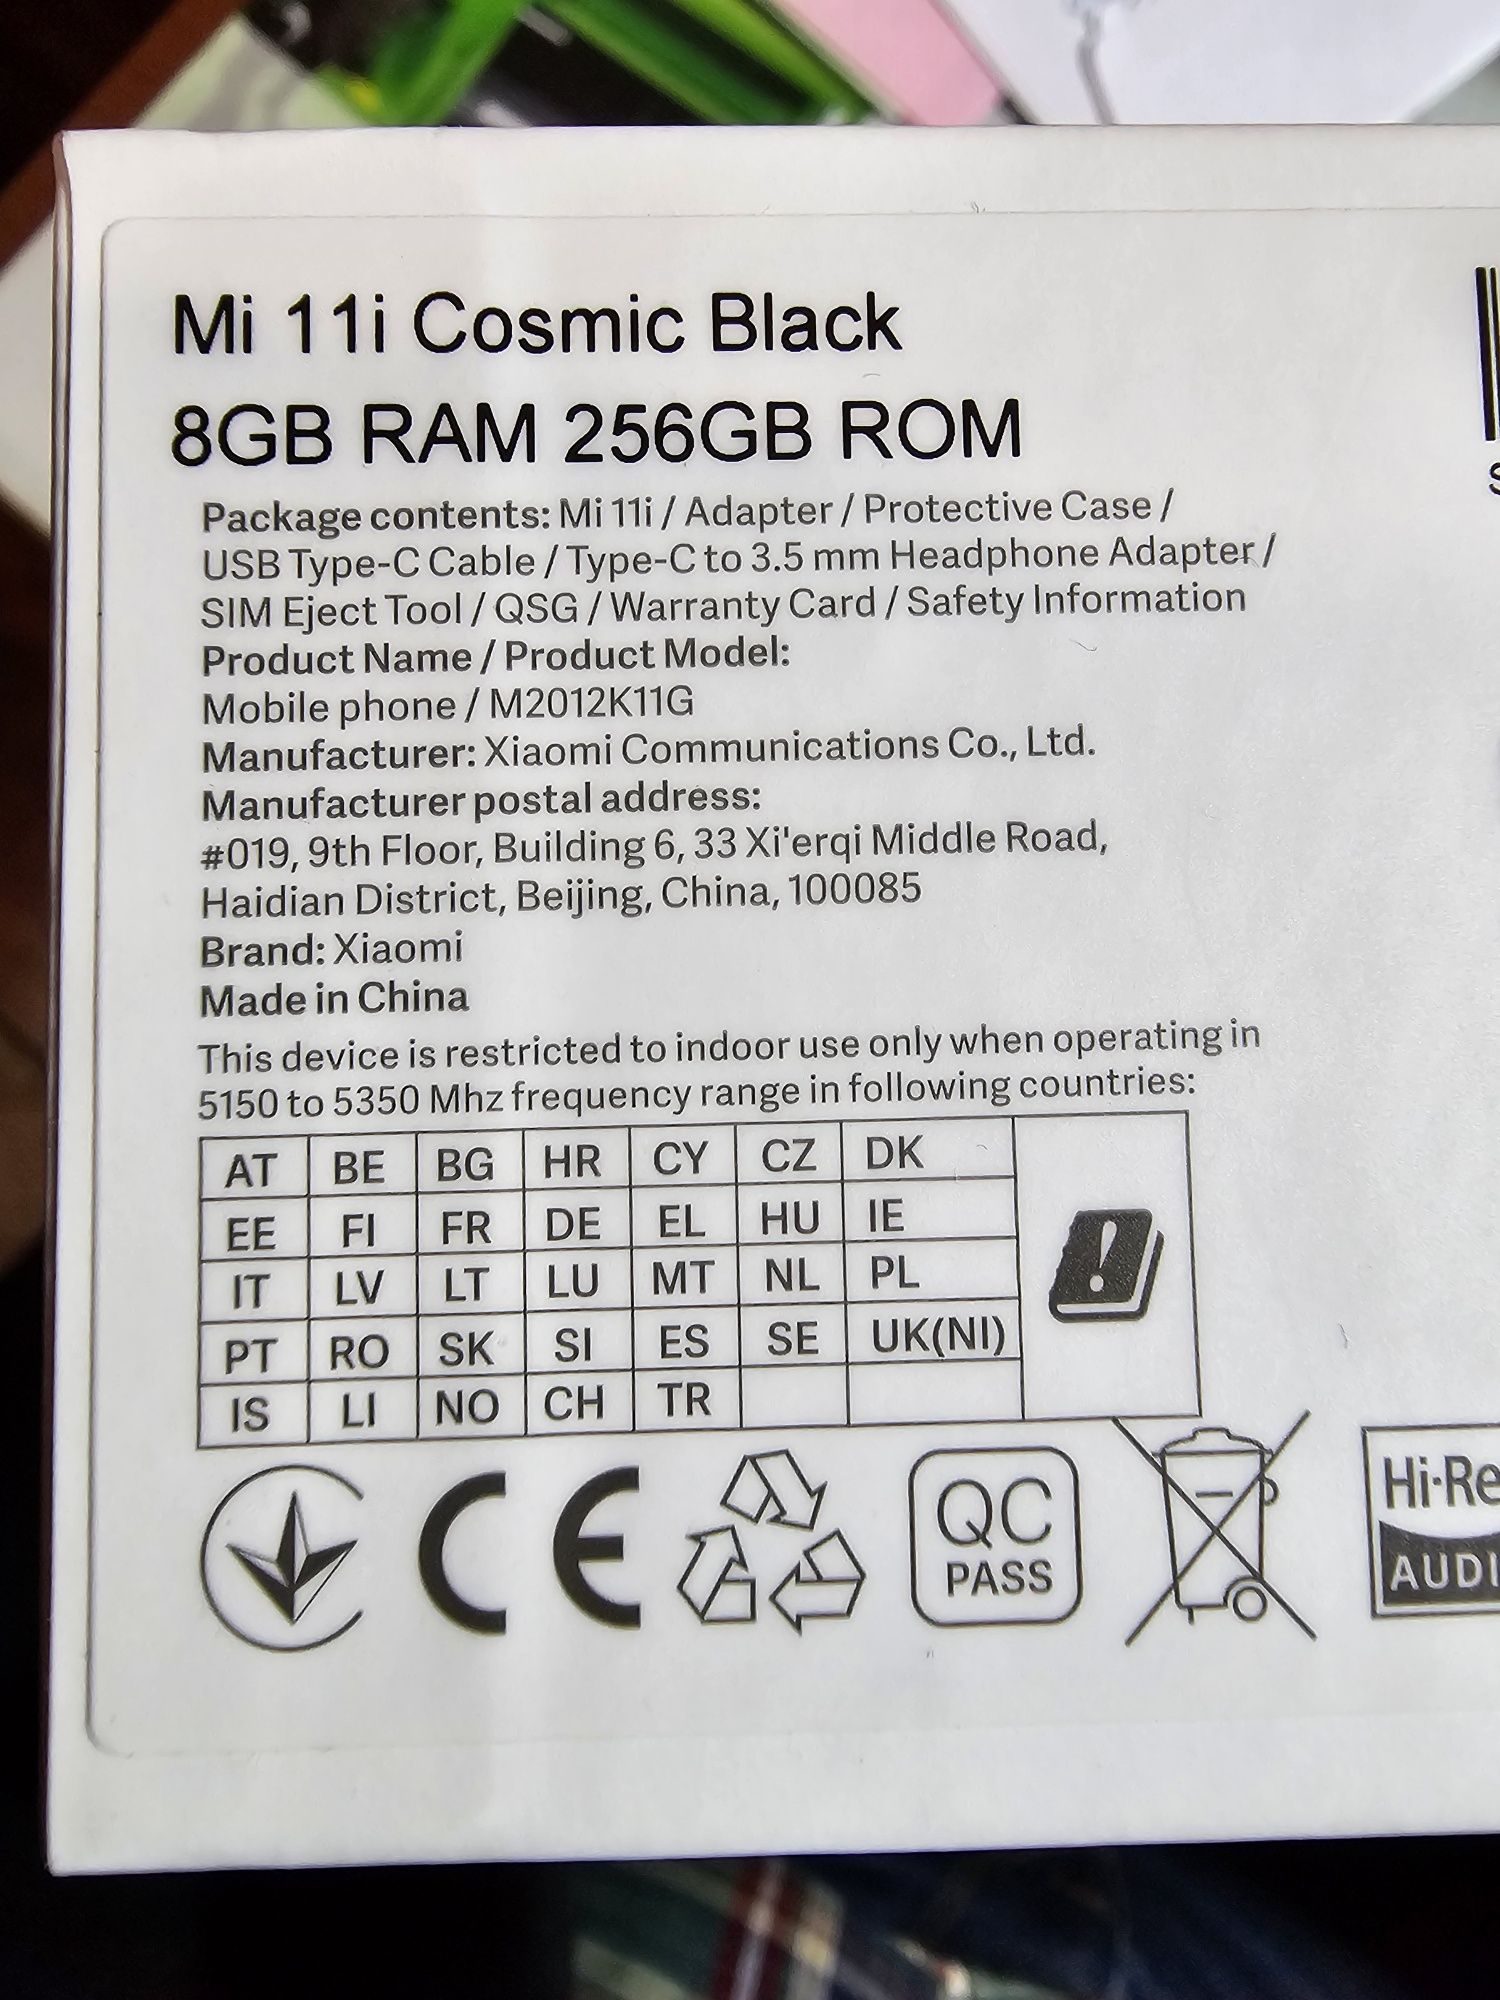 Mi 11i Cosmic Black
8GB RAM 256GB ROM
Package contents: Mi 11i / Adapter / Protective Case /
USB Type-C Cable / Type-C to 3.5 mm Headphone Adapter /
SIM Eject Tool / QSG / Warranty Card / Safety Information
Product Name / Product Model:
Mobile phone / M2012K11G
Manufacturer: Xiaomi Communications Co., Ltd.
Manufacturer postal address:
#019, 9th Floor, Building 6, 33 Xi'erqi Middle Road,
Haidian District, Beijing, China, 100085
Brand: Xiaomi
Made in China
This device is restricted to indoor use only when operating in
5150 to 5350 Mhz frequency range in following countries:
AT BE BG HR CY CZ DK
EE FI FR DE EL HU IE
IT LV LT LU MT NL PL
PT RO SK SI ES SE UK(NI)
IS LI NO CH TR
CE
QC
PASS
Hi-Re
AUDI